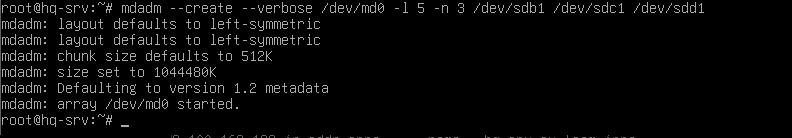 root@hq-srv:~# mdadm --create --verbose /dev/md0 -l 5 -n 3 /dev/sdb1 /dev/sdc1 /dev/sdd1
mdadm: layout defaults to left-symmetric
mdadm: layout defaults to left-symmetric
mdadm: chunk size defaults to 512K
mdadm: size set to 1044480K
mdadm: Defaulting to version 1.2 metadata
mdadm: array /dev/md0 started.
root@hq-srv:~# _